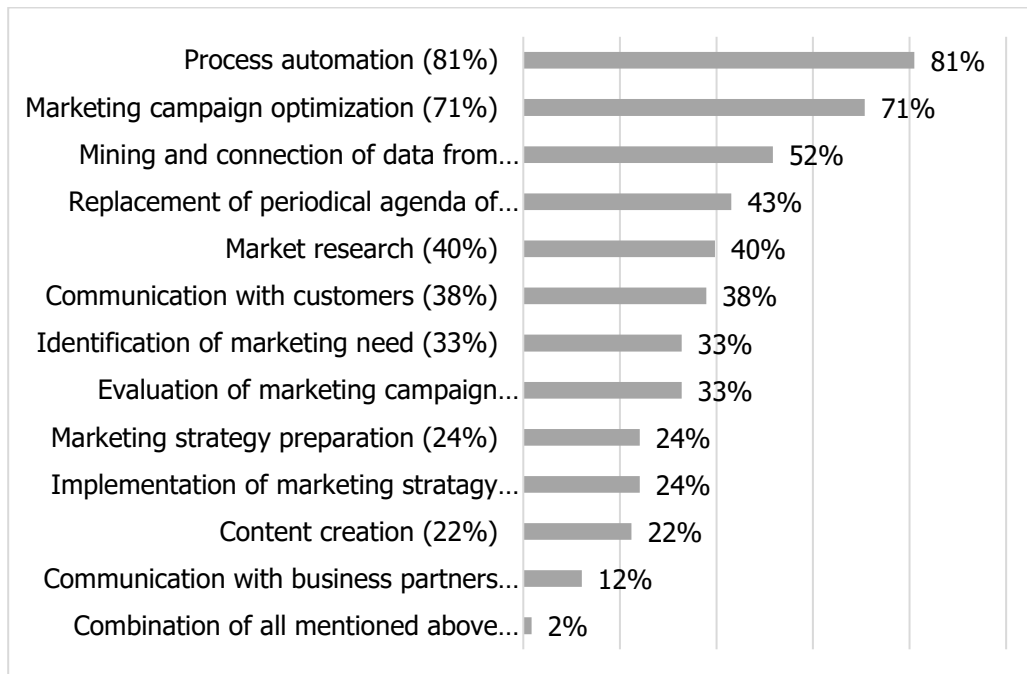 Process automation (81%) 81%
Marketing campaign optimization (71%) 71%
Mining and connection of data from… 52%
Replacement of periodical agenda of… 43%
Market research (40%) 40%
Communication with customers (38%) 38%
Identification of marketing need (33%) 33%
Evaluation of marketing campaign… 33%
Marketing strategy preparation (24%) 24%
Implementation of marketing stratagy… 24%
Content creation (22%) 22%
Communication with business partners… 12%
Combination of all mentioned above… 2%